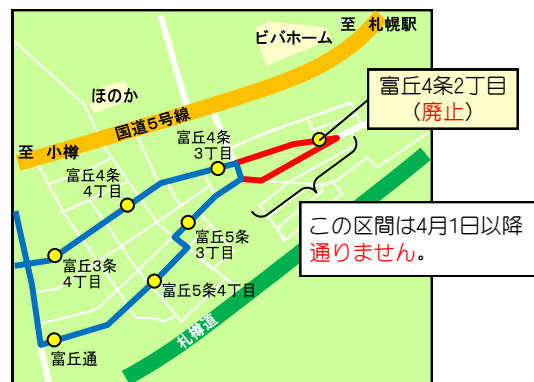 至 札幌駅
ビバホーム
ほのか
国道5号線
至 小樽
富丘4条2丁目
（廃止）
富丘4条
3丁目
富丘4条
4丁目
この区間は4月1日以降
通りません。
富丘5条
3丁目
富丘3条
4丁目
富丘5条4丁目
札樽道
富丘通